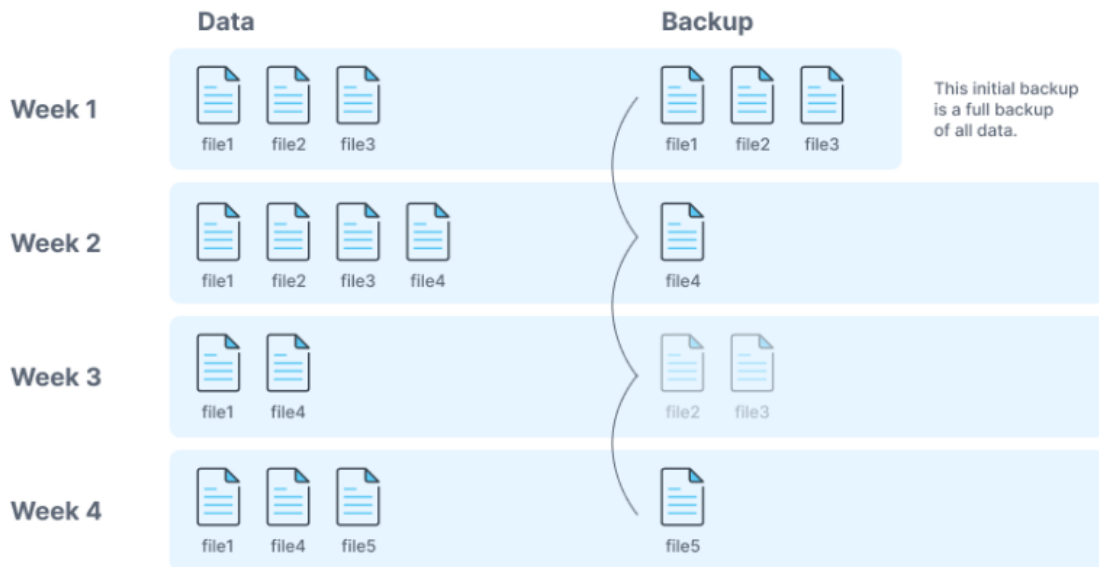 Data
Backup
Week 1
file1 file2 file3
file1 file2 file3
This initial backup
is a full backup
of all data.
Week 2
file1 file2 file3 file4
file4
Week 3
file1 file4
file2 file3
Week 4
file1 file4 file5
file5